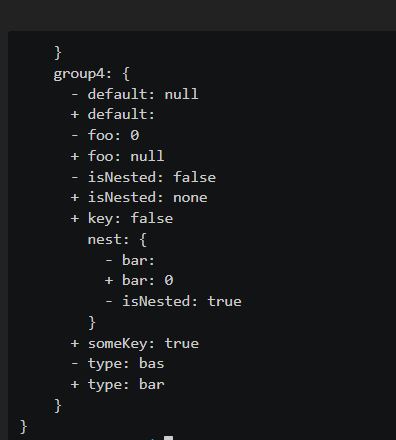 }
group4: {
- default: null
+ default:
- foo: 0
+ foo: null
- isNested: false
+ isNested: none
+ key: false
nest: {
- bar:
+ bar: 0
- isNested: true
}
+ someKey: true
- type: bas
+ type: bar
}
}